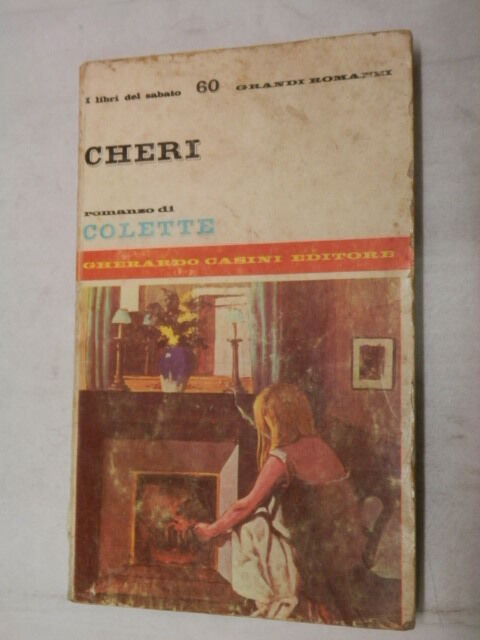 I libri del sabato 60 GRANDI ROMANZI
CHERI
romanzo di
COLETTE
GHERARDO CASINI EDITORE